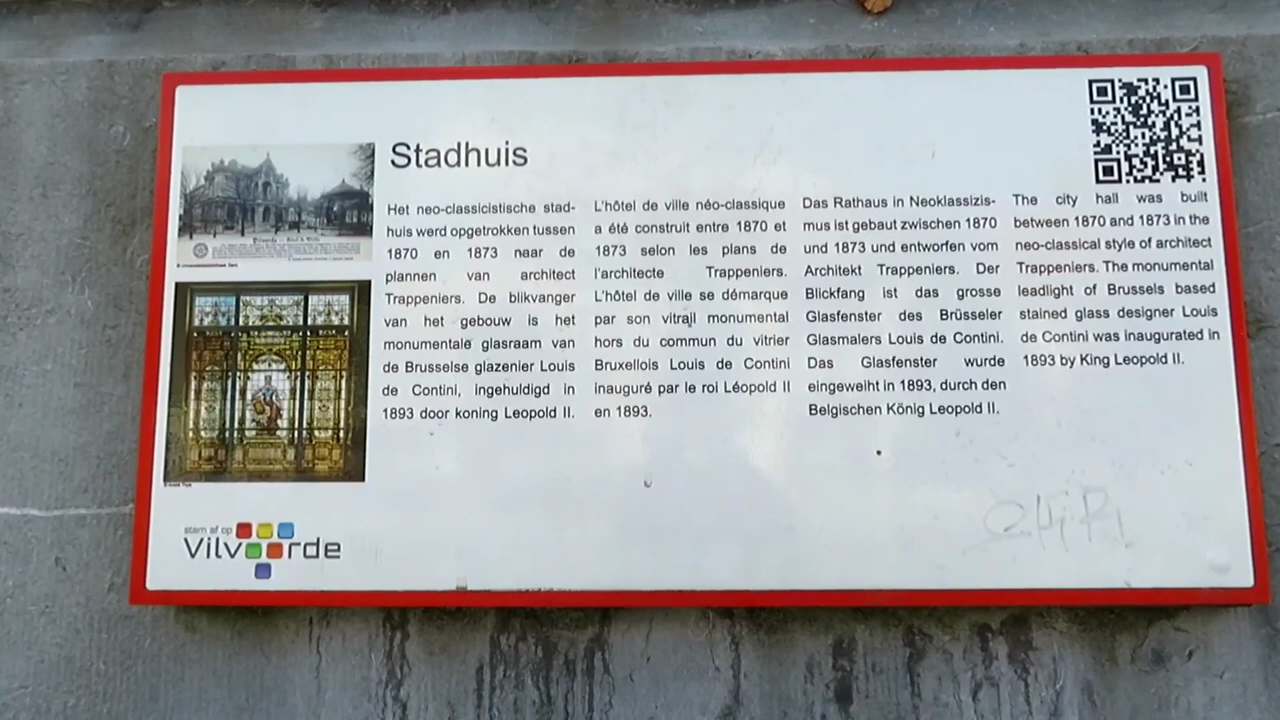 Stadhuis
Het neo-classicistische stad-
huis werd opgetrokken tussen
1870 en 1873 naar de
plannen van architect
Trappeniers. De blikvanger
van het gebouw is het
monumentale glasraam van
de Brusselse glazenier Louis
de Contini, ingehuldigd in
1893 door koning Leopold II.
L'hôtel de ville néo-classique
a été construit entre 1870 et
1873 selon les plans de
l'architecte Trappeniers.
L'hôtel de ville se démarque
par son vitrail monumental
hors du commun du vitrier
Bruxellois Louis de Contini
inauguré par le roi Léopold II
en 1893.
Das Rathaus in Neoklassizis-
mus ist gebaut zwischen 1870
und 1873 und entworfen vom
Architekt Trappeniers. Der
Blickfang ist das grosse
Glasfenster des Brüsseler
Glasmalers Louis de Contini.
Das Glasfenster wurde
eingeweiht in 1893, durch den
Belgischen König Leopold II.
The city hall was built
between 1870 and 1873 in the
neo-classical style of architect
Trappeniers. The monumental
leadlight of Brussels based
stained glass designer Louis
de Contini was inaugurated in
1893 by King Leopold II.
stem af op
Vilvoorde